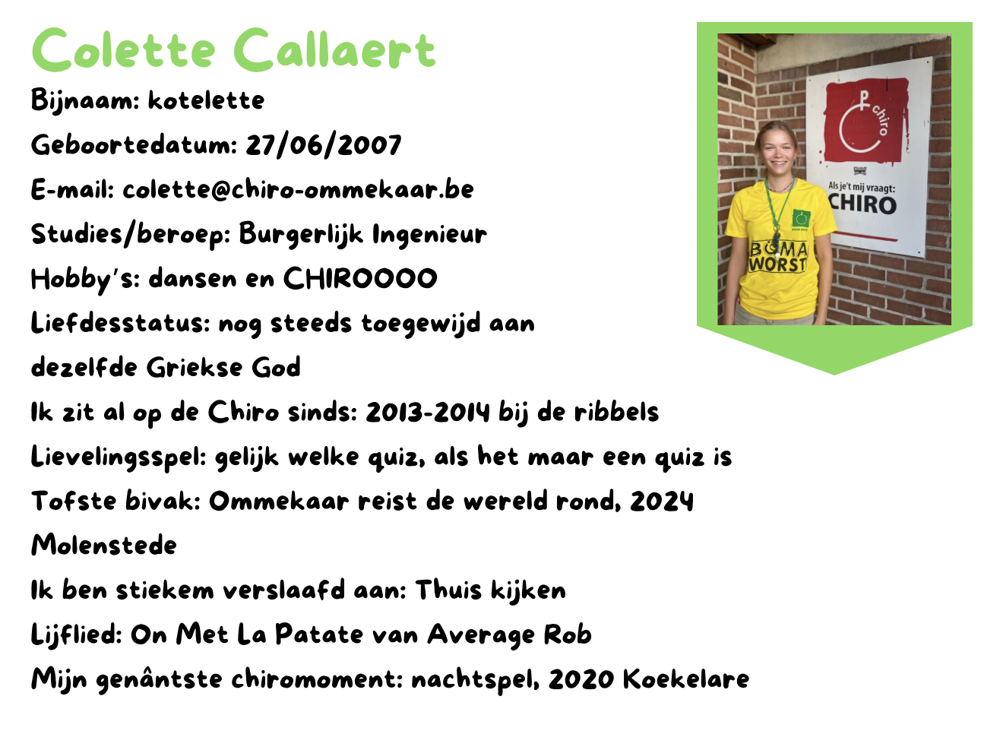 Colette Callaert
Bijnaam: kotelette
Geboortedatum: 27/06/2007
E-mail: colette@chiro-ommekaar.be
Studies/beroep: Burgerlijk Ingenieur
Hobby's: dansen en CHIROOOO
Liefdesstatus: nog steeds toegewijd aan
dezelfde Griekse God
Ik zit al op de Chiro sinds: 2013-2014 bij de ribbels
Lievelingsspel: gelijk welke quiz, als het maar een quiz is
Tofste bivak: Ommekaar reist de wereld rond, 2024
Molenstede
Ik ben stiekem verslaafd aan: Thuis kijken
Lijflied: On Met La Patate van Average Rob
Mijn genântste chiromoment: nachtspel, 2020 Koekelare
chiro
Als je't mij vraagt:
CHIRO
BOMA
WORST